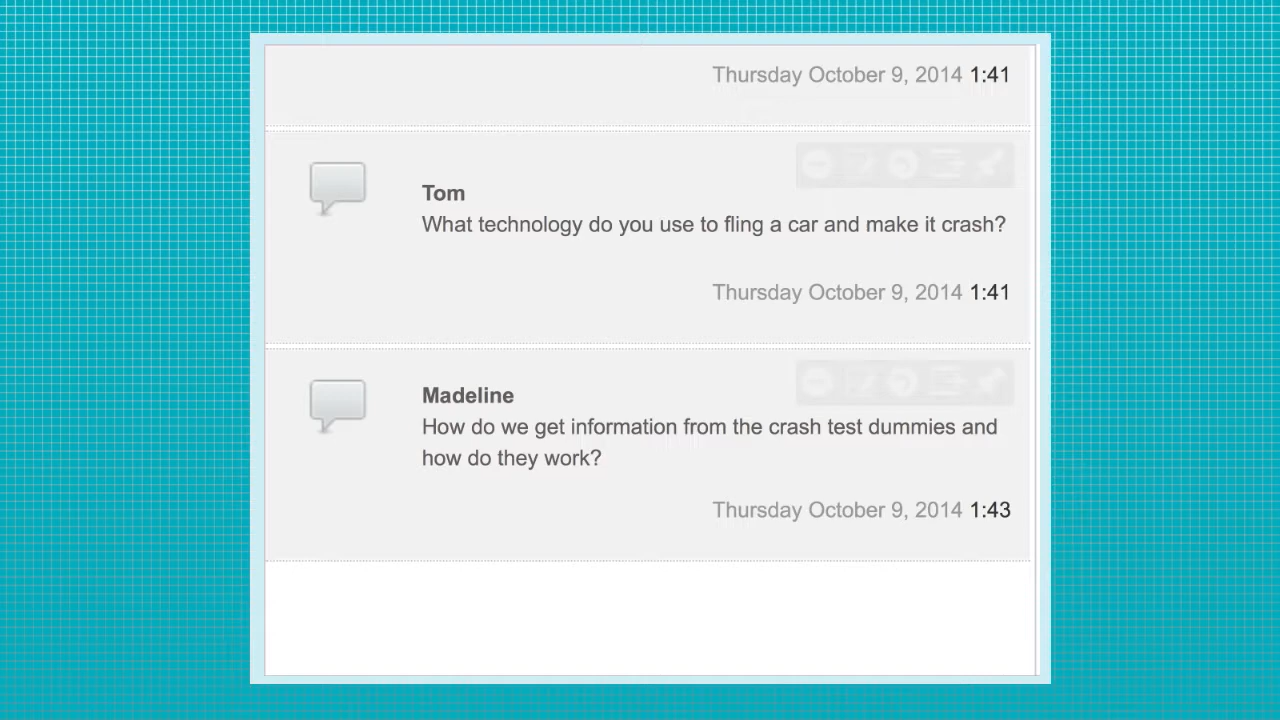 Thursday October 9, 2014 1:41
Tom
What technology do you use to fling a car and make it crash?
Thursday October 9, 2014 1:41
Madeline
How do we get information from the crash test dummies and
how do they work?
Thursday October 9, 2014 1:43